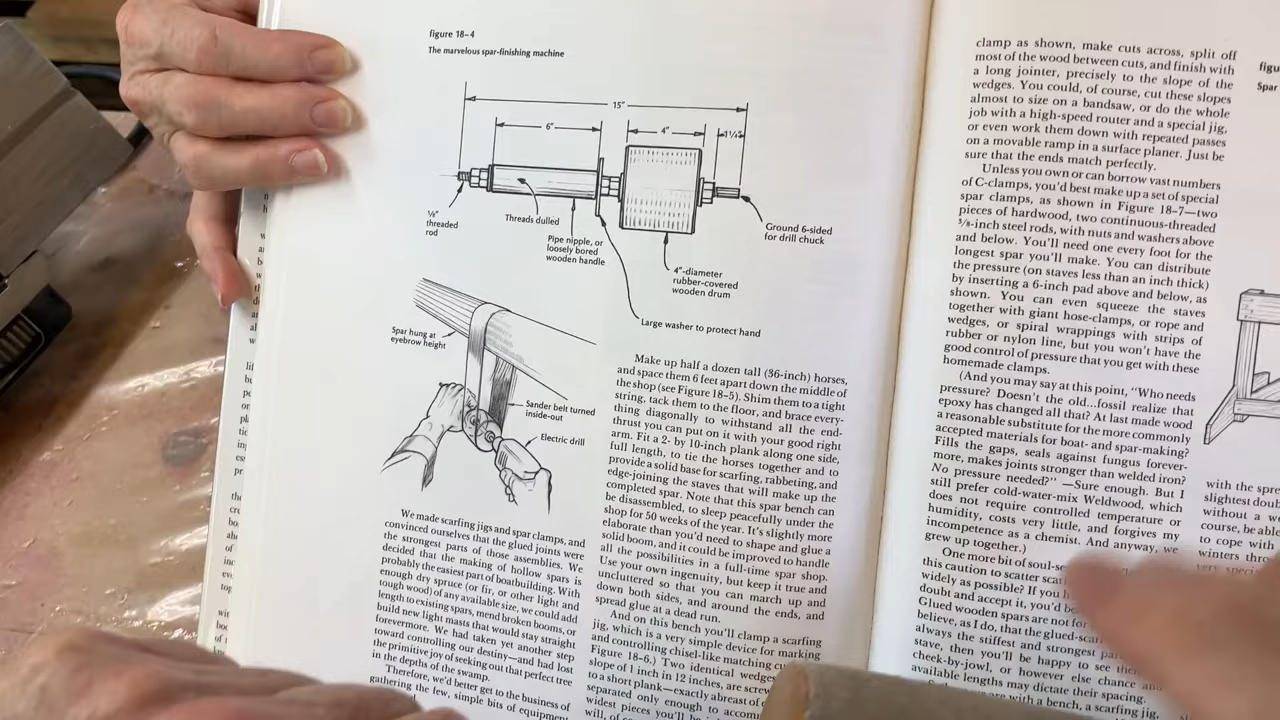 figure 18–4
The marvelous spar-finishing machine
15"
6"
4"
1¼"
threaded
rod
Threads dulled
Pipe nipple, or
loosely bored
wooden handle
4"-diameter
rubber-covered
wooden drum
Ground 6-sided
for drill chuck
Large washer to protect hand
Spar hung at
eyebrow height
Sander belt turned
inside-out
Electric drill
We made scarfing jigs and spar clamps, and
convinced ourselves that the glued joints were
the strongest parts of those assemblies. We
decided that the making of hollow spars is
probably the easiest part of boatbuilding. With
enough dry spruce (or fir, or other light and
tough wood) of any available size, we could add
length to existing spars, mend broken booms, or
build new light masts that would stay straight
forevermore. We had taken yet another step
toward controlling our destiny—and had lost
the primitive joy of seeking out that perfect tree
in the depths of the swamp.
Therefore, we'd better get to the business of
gathering the few, simple bits of equipment
Make up half a dozen tall (36-inch) horses,
and space them 6 feet apart down the middle of
the shop (see Figure 18–5). Shim them to a tight
string, tack them to the floor, and brace every-
thing diagonally to withstand all the end-
thrust you can put on it with your good right
arm. Fit a 2- by 10-inch plank along one side,
full length, to tie the horses together and to
provide a solid base for scarfing, rabbeting, and
edge-joining the staves that will make up the
completed spar. Note that this spar bench can
be disassembled, to sleep peacefully under the
shop for 50 weeks of the year. It's slightly more
elaborate than you'd need to shape and glue a
solid boom, and it could be improved to handle
all the possibilities in a full-time spar shop.
Use your own ingenuity, but keep it true and
uncluttered so that you can march up and
down both sides, and around the ends, and
spread glue at a dead run.
And on this bench you'll clamp a scarfing
jig, which is a very simple device for marking
and controlling chisel-like matching
Figure 18–6.) Two identical wedges
slope of 1 inch in 12 inches, are
to a short plank—exactly abreast of
separated only enough to
widest pieces you'll
will, of
clamp as shown, make cuts across, split off
most of the wood between cuts, and finish with
a long jointer, precisely to the slope of the
wedges. You could, of course, cut these slopes
almost to size on a bandsaw, or do the whole
job with a high-speed router and a special jig,
or even work them down with repeated passes
on a movable ramp in a surface planer. Just be
sure that the ends match perfectly.
Unless you own or can borrow vast numbers
of C-clamps, you'd best make up a set of special
spar clamps, as shown in Figure 18–7—two
pieces of hardwood, two continuous-threaded
⅜-inch steel rods, with nuts and washers above
and below. You'll need one every foot for the
longest spar you'll make. You can distribute
the pressure (on staves less than an inch thick)
by inserting a 6-inch pad above and below, as
shown. You can even squeeze the staves
together with giant hose-clamps, or rope and
wedges, or spiral wrappings with strips of
rubber or nylon line, but you won't have the
good control of pressure that you get with these
homemade clamps.
(And you may say at this point, "Who needs
pressure? Doesn't the old...fossil realize that
epoxy has changed all that? At last made wood
a reasonable substitute for the more commonly
accepted materials for boat- and spar-making?
Fills the gaps, seals against fungus forever-
more, makes joints stronger than welded iron?
No pressure needed?" —Sure enough. But I
still prefer cold-water-mix Weldwood, which
does not require controlled temperature or
humidity, costs very little, and forgives my
incompetence as a chemist. And anyway, we
grew up together.)
One more bit of
this caution to scatter
widely as possible? If you
doubt and accept it, you'd
Glued wooden spars are not for
believe, as I do, that the
always the stiffest and strongest
save, then you'll be happy to see
cheek-by-jowl, or however else chance
available lengths may dictate their spacing.
with a bench, a scarfing jig,
Spar
with the
slightest
without a
course, be
to cope with
winters